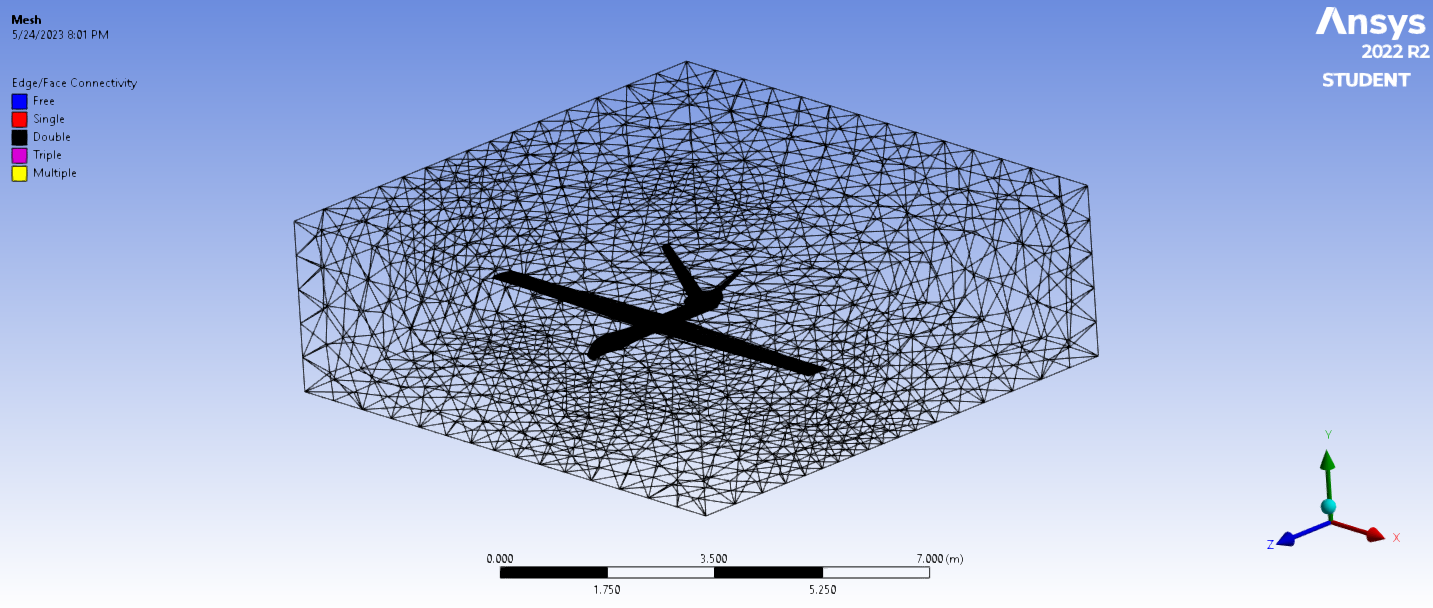 Mesh
5/24/2023 8:01 PM
Edge/Face Connectivity
Free
Single
Double
Triple
Multiple
Ansys
2022 R2
STUDENT
Y
Z
X
0.000 3.500 7.000 (m)
1.750 5.250